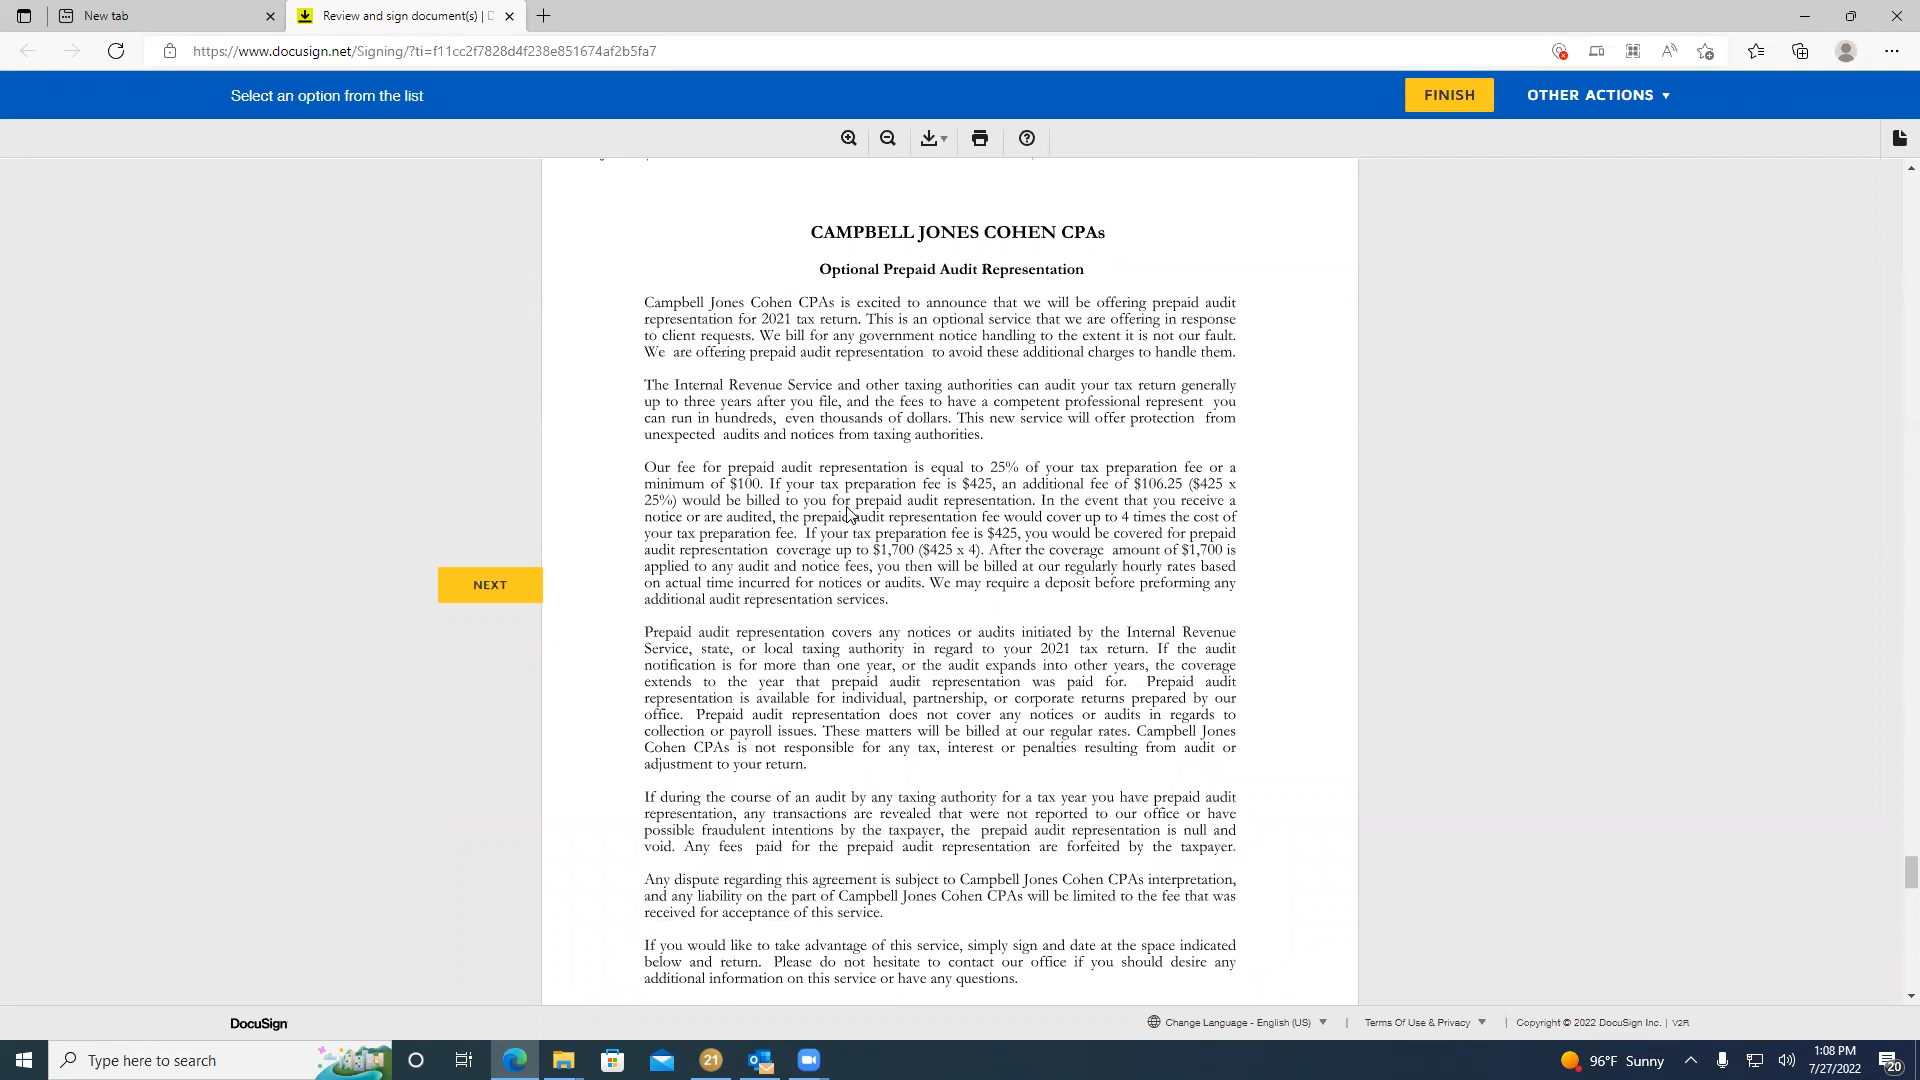 New tab
Review and sign document(s) | D
https://www.docusign.net/Signing/?ti=f11cc2f7828d4f238e851674af2b5fa7
Select an option from the list
FINISH
OTHER ACTIONS
CAMPBELL JONES COHEN CPAs
Optional Prepaid Audit Representation
Campbell Jones Cohen CPAs is excited to announce that we will be offering prepaid audit
representation for 2021 tax return. This is an optional service that we are offering in response
to client requests. We bill for any government notice handling to the extent it is not our fault.
We are offering prepaid audit representation to avoid these additional charges to handle them.
The Internal Revenue Service and other taxing authorities can audit your tax return generally
up to three years after you file, and the fees to have a competent professional represent you
can run in hundreds, even thousands of dollars. This new service will offer protection from
unexpected audits and notices from taxing authorities.
Our fee for prepaid audit representation is equal to 25% of your tax preparation fee or a
minimum of $100. If your tax preparation fee is $425, an additional fee of $106.25 ($425 x
25%) would be billed to you for prepaid audit representation. In the event that you receive a
notice or are audited, the prepaid audit representation fee would cover up to 4 times the cost of
your tax preparation fee. If your tax preparation fee is $425, you would be covered for prepaid
audit representation coverage up to $1,700 ($425 x 4). After the coverage amount of $1,700 is
applied to any audit and notice fees, you then will be billed at our regularly hourly rates based
on actual time incurred for notices or audits. We may require a deposit before preforming any
additional audit representation services.
NEXT
Prepaid audit representation covers any notices or audits initiated by the Internal Revenue
Service, state, or local taxing authority in regard to your 2021 tax return. If the audit
notification is for more than one year, or the audit expands into other years, the coverage
extends to the year that prepaid audit representation was paid for. Prepaid audit
representation is available for individual, partnership, or corporate returns prepared by our
office. Prepaid audit representation does not cover any notices or audits in regards to
collection or payroll issues. These matters will be billed at our regular rates. Campbell Jones
Cohen CPAs is not responsible for any tax, interest or penalties resulting from audit or
adjustment to your return.
If during the course of an audit by any taxing authority for a tax year you have prepaid audit
representation, any transactions are revealed that were not reported to our office or have
possible fraudulent intentions by the taxpayer, the prepaid audit representation is null and
void. Any fees paid for the prepaid audit representation are forfeited by the taxpayer.
Any dispute regarding this agreement is subject to Campbell Jones Cohen CPAs interpretation,
and any liability on the part of Campbell Jones Cohen CPAs will be limited to the fee that was
received for acceptance of this service.
If you would like to take advantage of this service, simply sign and date at the space indicated
below and return. Please do not hesitate to contact our office if you should desire any
additional information on this service or have any questions.
DocuSign
Change Language - English (US) | Terms Of Use & Privacy | Copyright © 2022 DocuSign Inc. | V2R
Type here to search
21
96°F Sunny
1:08 PM
7/27/2022
20